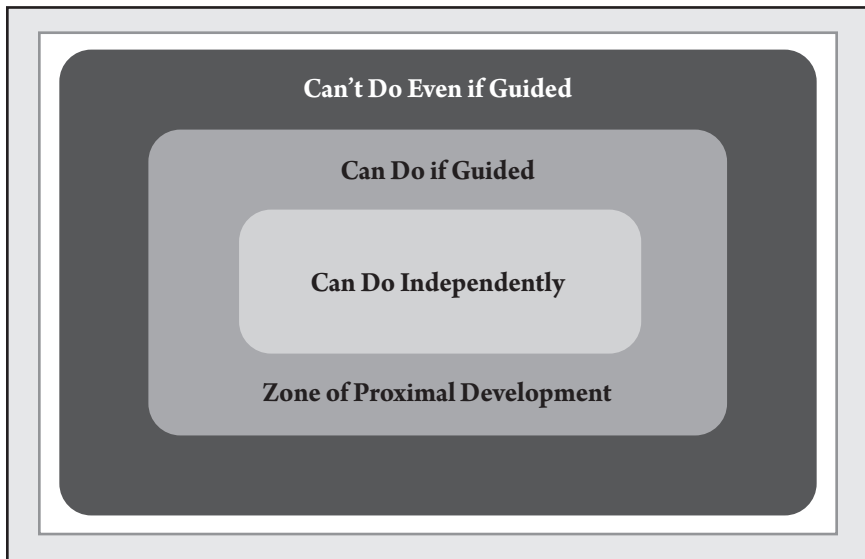 Can’t Do Even if Guided
Can Do if Guided
Can Do Independently
Zone of Proximal Development